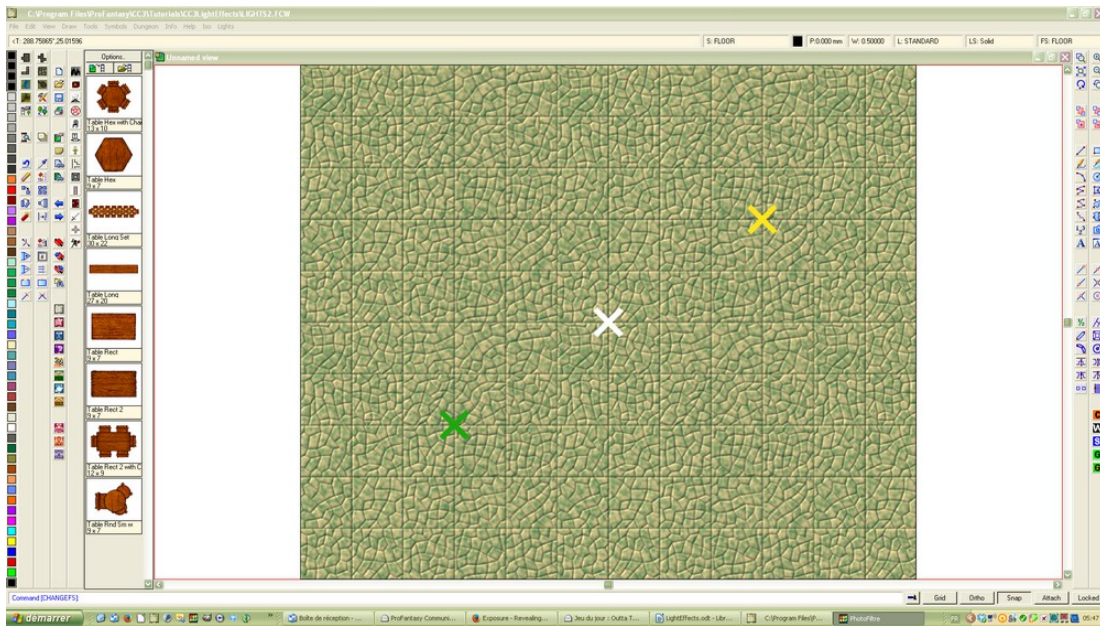 C:\Program Files\ProFantasy\CC3\Tutorials\CC3LightEffects\LIGHTS2.FCW
File Edit View Draw Tools Symbols Dungeon Info Help Iso Lights
<T: 288.75865°,25.01596
S: FLOOR
P:0.000 mm
W: 0.50000
L: STANDARD
LS: Solid
FS: FLOOR
Options..
Unnamed view
Table Hex with Cha
13 x 10
Table Hex
9 x 7
Table Long Set
30 x 22
Table Long
27 x 20
Table Rect
9 x 7
Table Rect 2
9 x 7
Table Rect 2 with C
12 x 9
Table Rnd Sm w
9 x 7
Command [CHANGEFS]:
Grid
Ortho
Snap
Attach
Locked
démarrer
Boîte de réception - ...
ProFantasy Communi...
Exposure - Revealing...
Jeu du jour : Outta T...
LightEffects.odt - Libr...
C:\Program Files\P...
PhotoFiltre
05:47